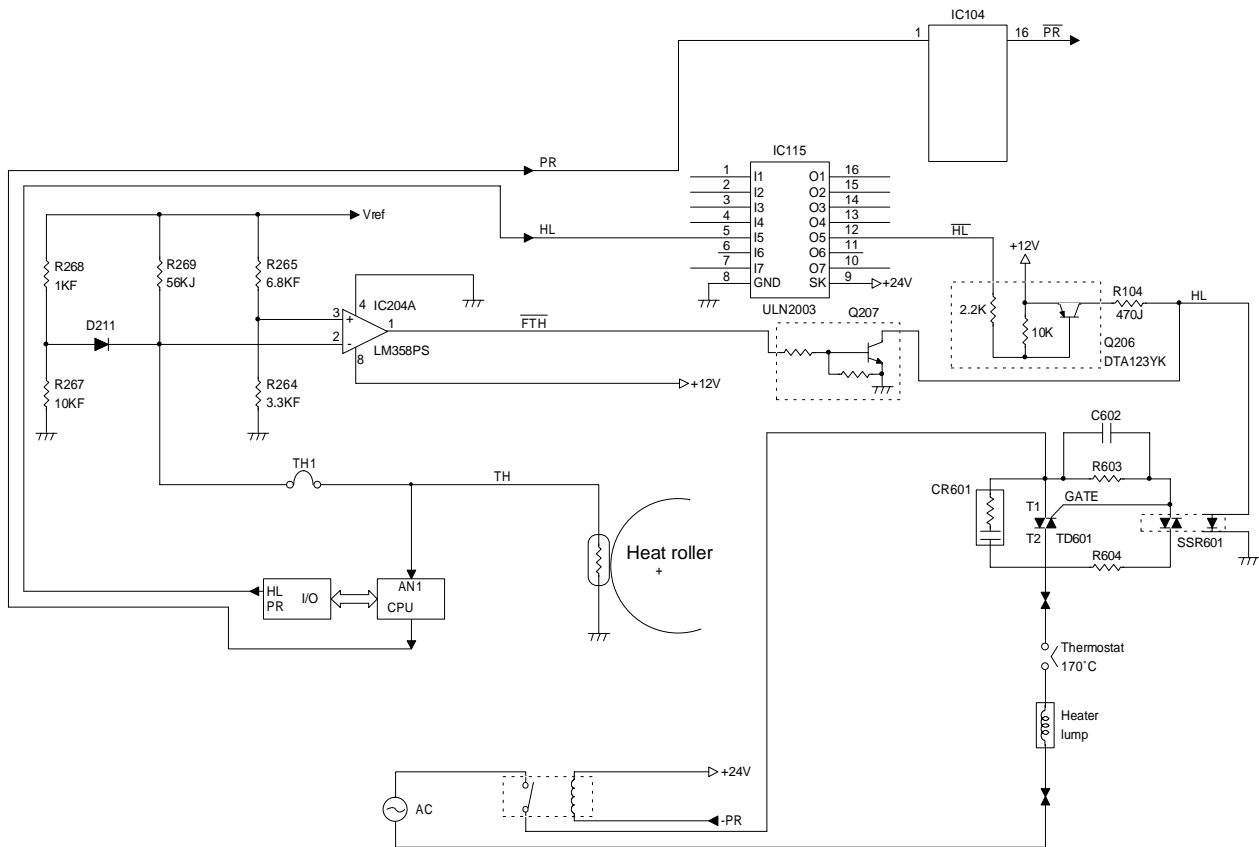 IC104
1 16 PR
PR
IC115
1 I1 O1 16
2 I2 O2 15
3 I3 O3 14
4 I4 O4 13
HL 5 I5 O5 12 HL
6 I6 O6 11
7 I7 O7 10
8 GND SK 9 +24V
ULN2003
Vref
R268
1KF
R269
56KJ
R265
6.8KF
D211
R267
10KF
R264
3.3KF
3 + 4 IC204A
2 - 1
8 LM358PS
FTH
+12V
Q207
+12V
2.2K
10K
R104
470J
HL
Q206
DTA123YK
C602
R603
CR601
GATE
T1
T2 TD601
SSR601
R604
TH1
TH
Heat roller
+
HL
PR I/O
AN1
CPU
Thermostat
170˚C
Heater
lump
+24V
AC
-PR